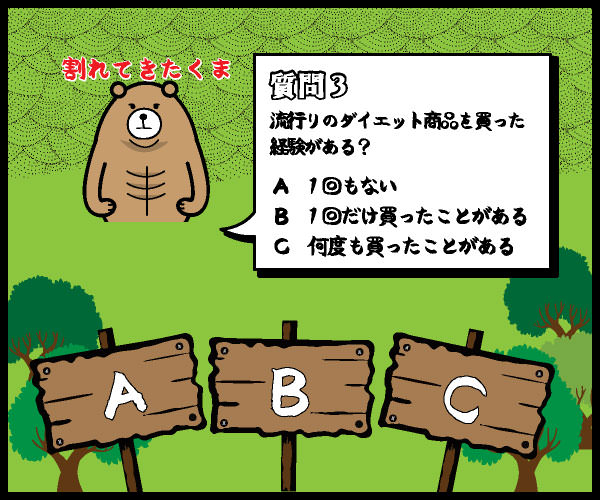 割れてきたくま
質問3
流行りのダイエット商品を買った
経験がある?
A 1回もない
B 1回だけ買ったことがある
C 何度も買ったことがある
A
B
C